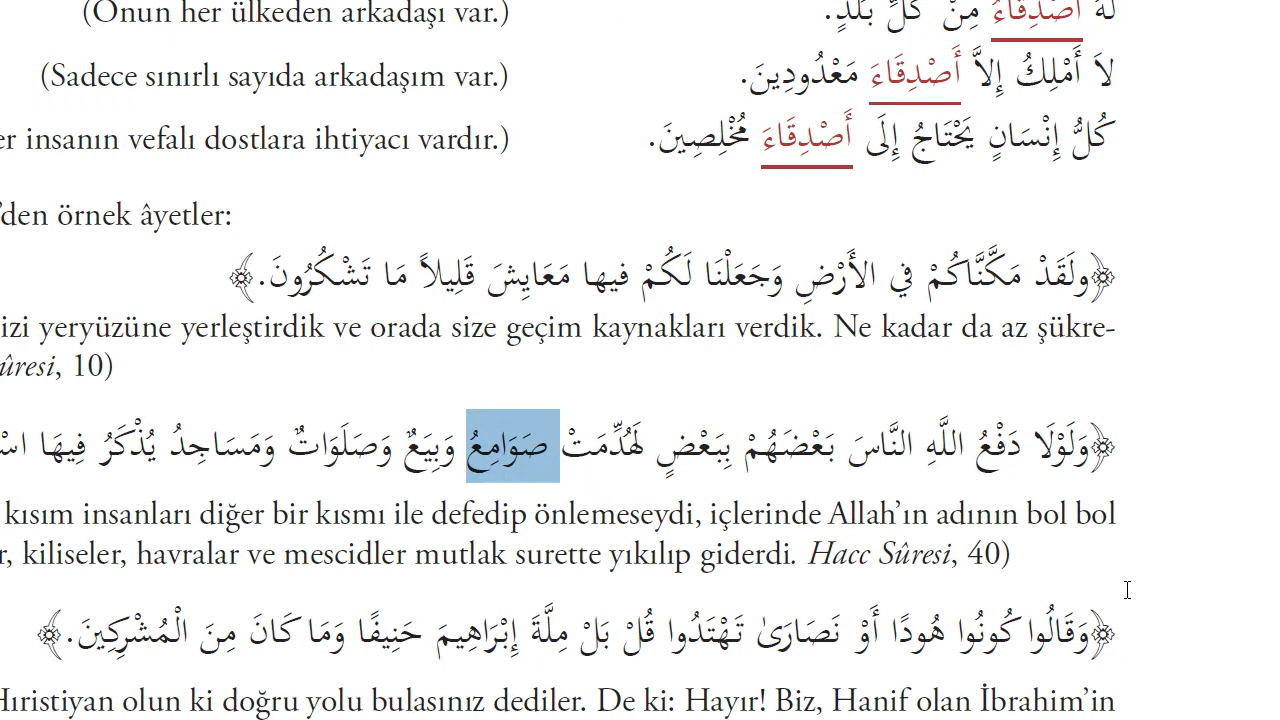 لَهُ أَصْدِقَاءُ مِنْ كُلِّ بَلَدٍ. (Onun her ülkeden arkadaşı var.)
لاَ أَمْلِكُ إِلاَّ أَصْدِقَاءَ مَعْدُودِينَ. (Sadece sınırlı sayıda arkadaşım var.)
كُلُّ إِنْسَانٍ يَحْتَاجُ إِلَى أَصْدِقَاءَ مُخْلِصِينَ. er insanın vefalı dostlara ihtiyacı vardır.)
’den örnek âyetler:
﴿ولَقَدْ مَكَّنَّاكُمْ فِي الأَرْضِ وَجَعَلْنَا لَكُمْ فيها مَعَايِشَ قَلِيلاً مَا تَشْكُرُونَ.﴾
izi yeryüzüne yerleştirdik ve orada size geçim kaynakları verdik. Ne kadar da az şükre-
ûresi, 10)
﴿وَلَوْلَا دَفْعُ اللَّهِ النَّاسَ بَعْضَهُمْ بِبَعْضٍ لَهُدِّمَتْ صَوَامِعُ وَبِيَعٌ وَصَلَوَاتٌ وَمَسَاجِدُ يُذْكَرُ فِيهَا اسْ
kısım insanları diğer bir kısmı ile defedip önlemeseydi, içlerinde Allah’ın adının bol bol
r, kiliseler, havralar ve mescidler mutlak surette yıkılıp giderdi. Hacc Sûresi, 40)
﴿وَقَالُوا كُونُوا هُودًا أَوْ نَصَارَىٰ تَهْتَدُوا قُلْ بَلْ مِلَّةَ إِبْرَاهِيمَ حَنِيفًا وَمَا كَانَ مِنَ الْمُشْرِكِينَ.﴾
Hıristiyan olun ki doğru yolu bulasınız dediler. De ki: Hayır! Biz, Hanif olan İbrahim’in